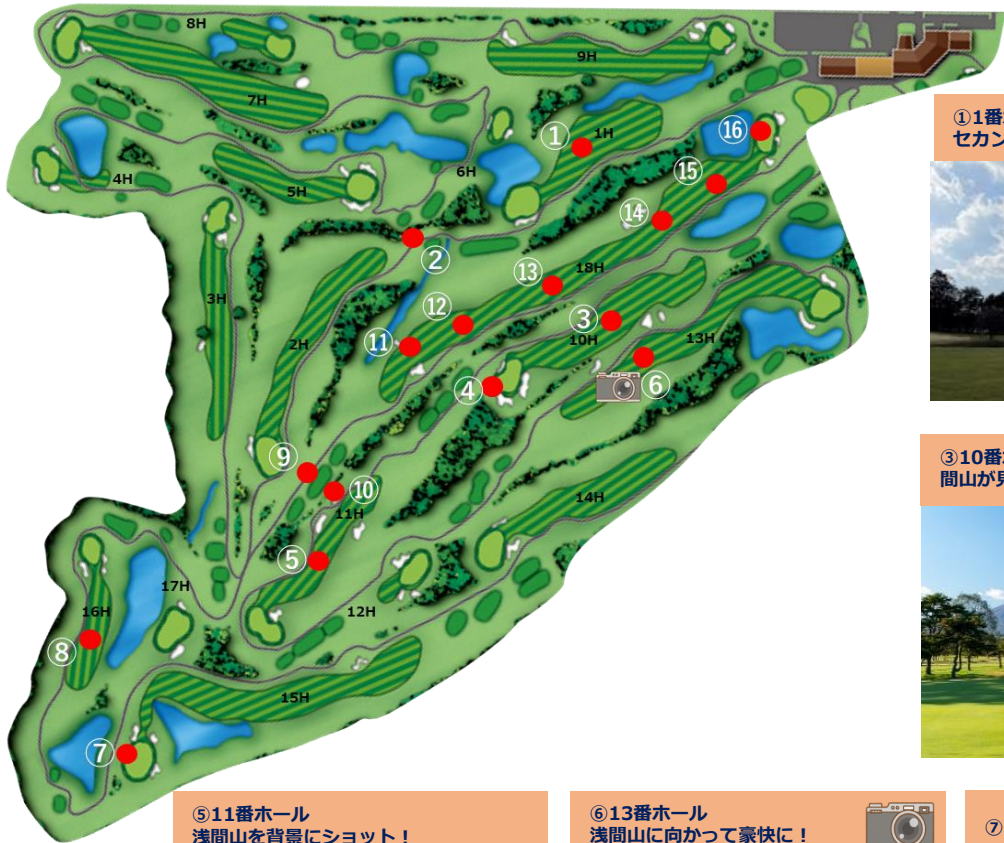 8H
9H
7H
①
1H
⑯
①1番
セカン
4H
5H
6H
⑮
⑭
②
3H
2H
⑬
18H
⑫
③
⑪
10H
13H
④
⑥
③10番
間山が見
⑨
⑩
11H
14H
⑤
17H
12H
16H
⑧
15H
⑦
⑤11番ホール
浅間山を背景にショット！
⑥13番ホール
浅間山に向かって豪快に！
⑦